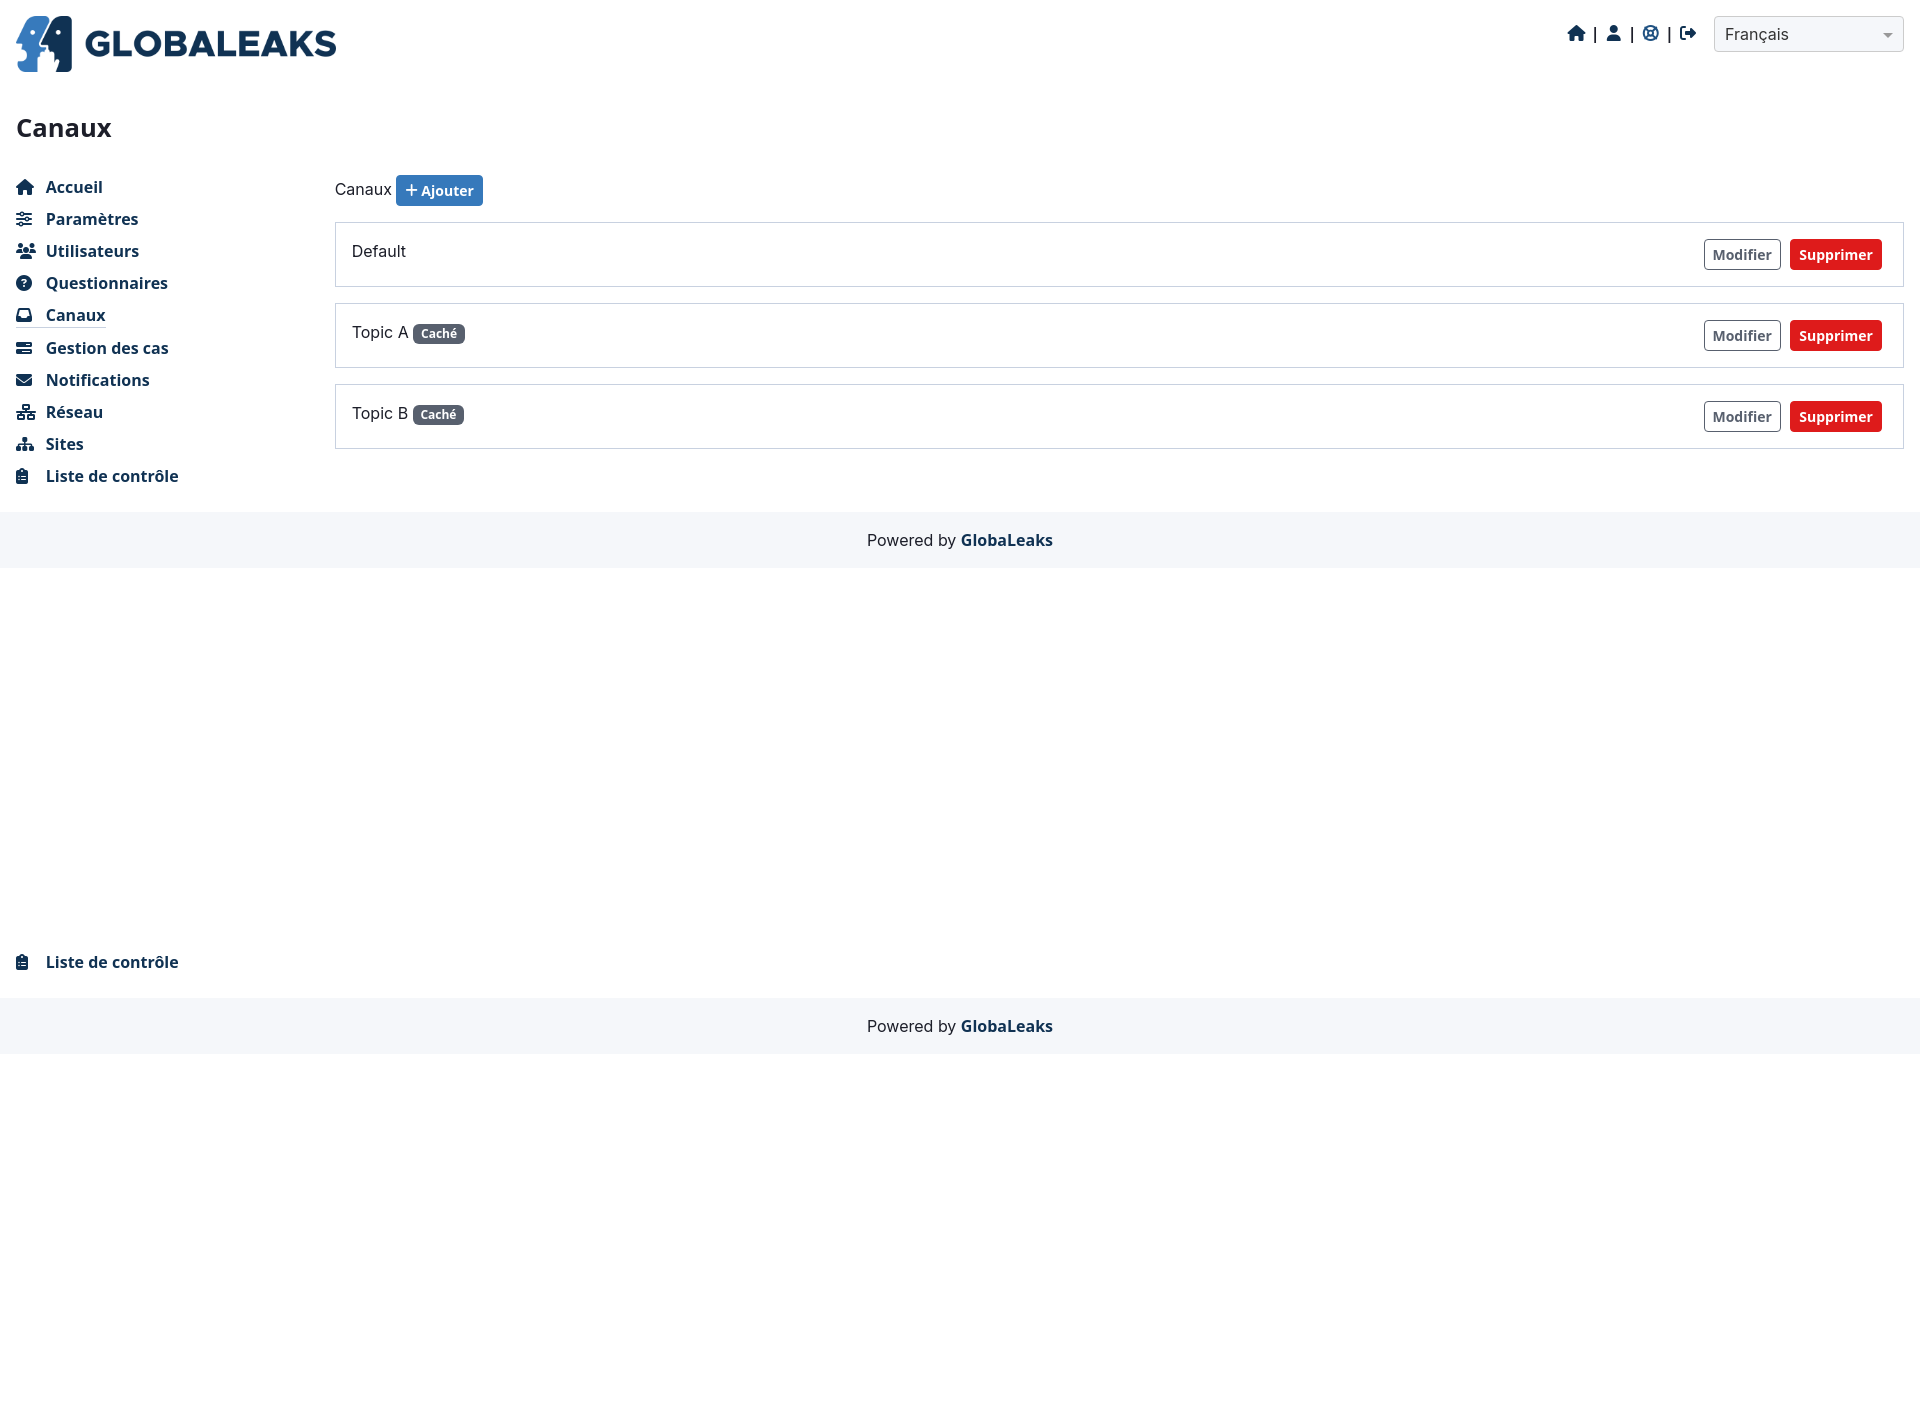 GLOBALEAKS
| | | Français
Canaux
Accueil
Paramètres
Utilisateurs
Questionnaires
Canaux
Gestion des cas
Notifications
Réseau
Sites
Liste de contrôle
Canaux + Ajouter
Default Modifier Supprimer
Topic A Caché Modifier Supprimer
Topic B Caché Modifier Supprimer
Powered by GlobaLeaks
Liste de contrôle
Powered by GlobaLeaks